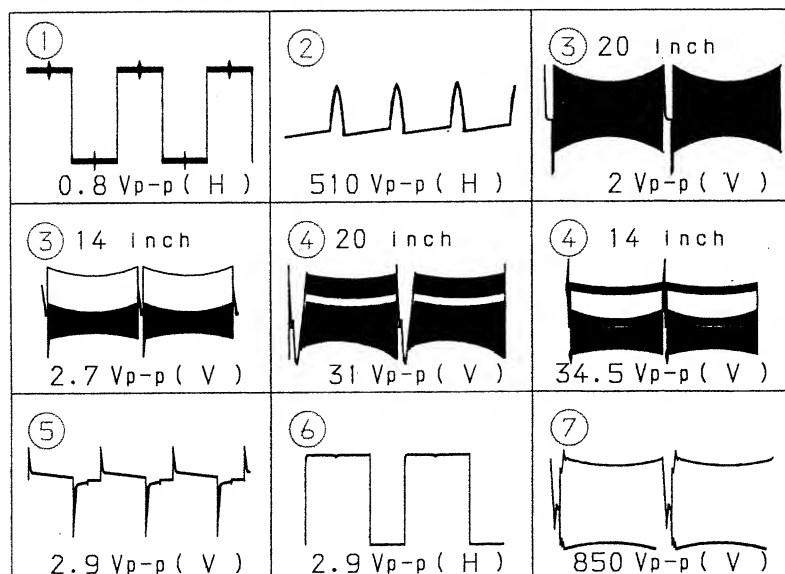 ① 
0.8 Vp-p ( H )
②
510 Vp-p ( H )
③ 20 inch
2 Vp-p ( V )
③ 14 inch
2.7 Vp-p ( V )
④ 20 inch
31 Vp-p ( V )
④ 14 inch
34.5 Vp-p ( V )
⑤
2.9 Vp-p ( V )
⑥
2.9 Vp-p ( H )
⑦
850 Vp-p ( V )